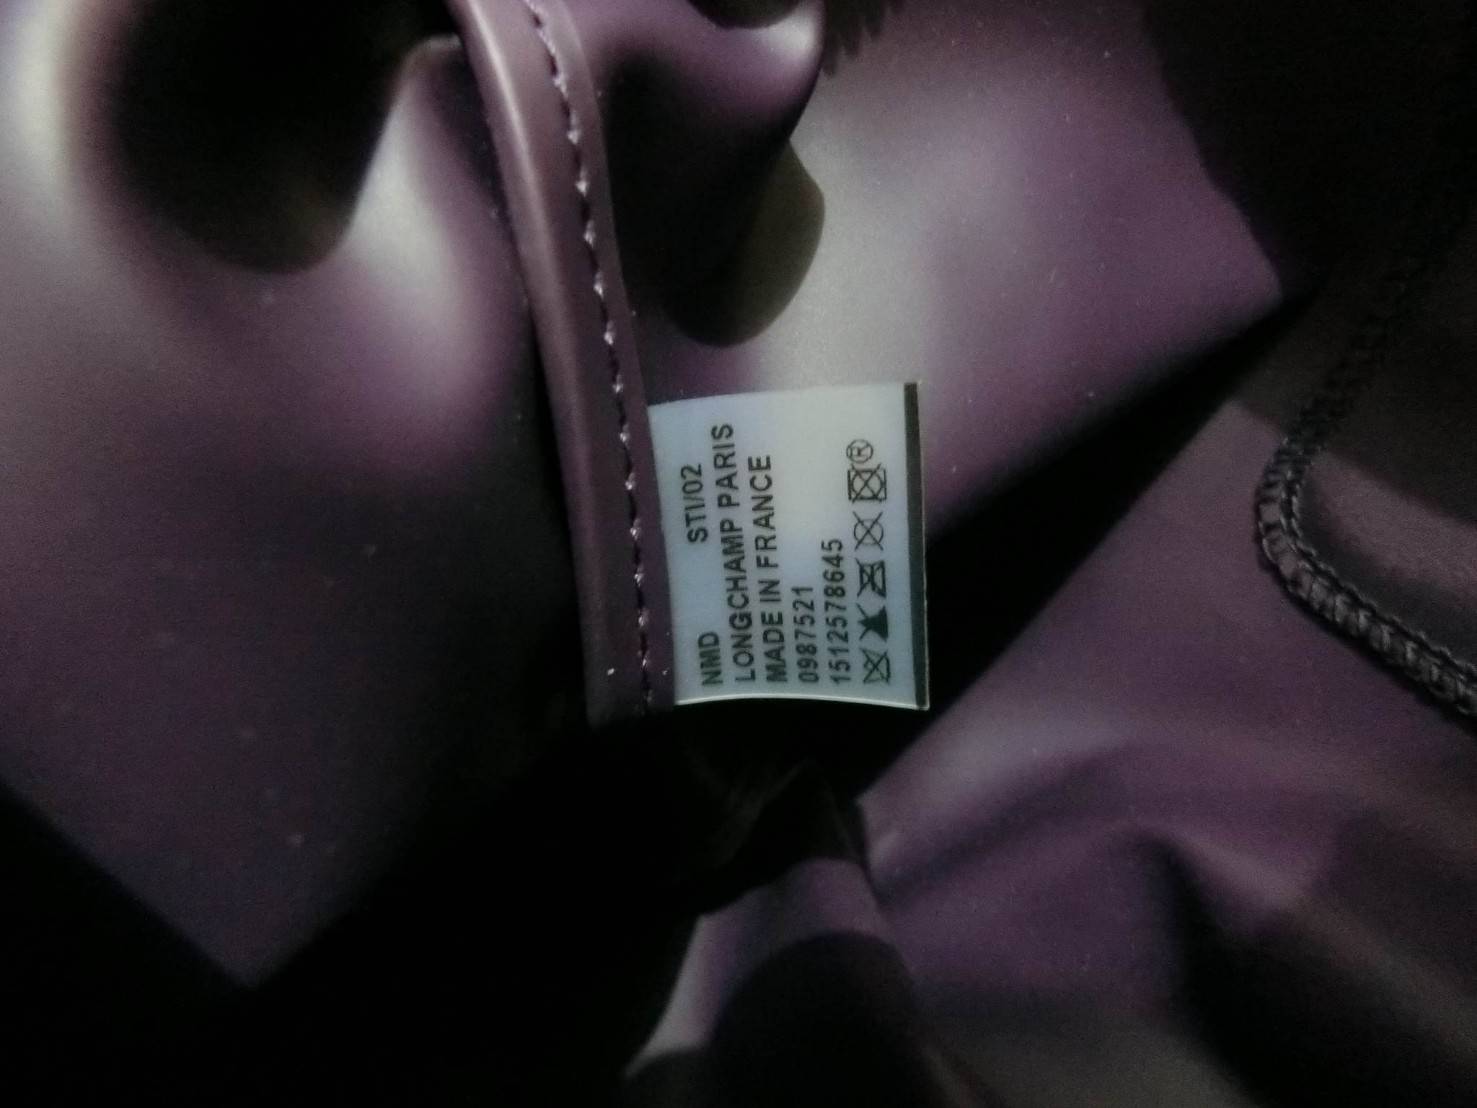 NMD STI/02
LONGCHAMP PARIS
MADE IN FRANCE
0987521
1512578645
®